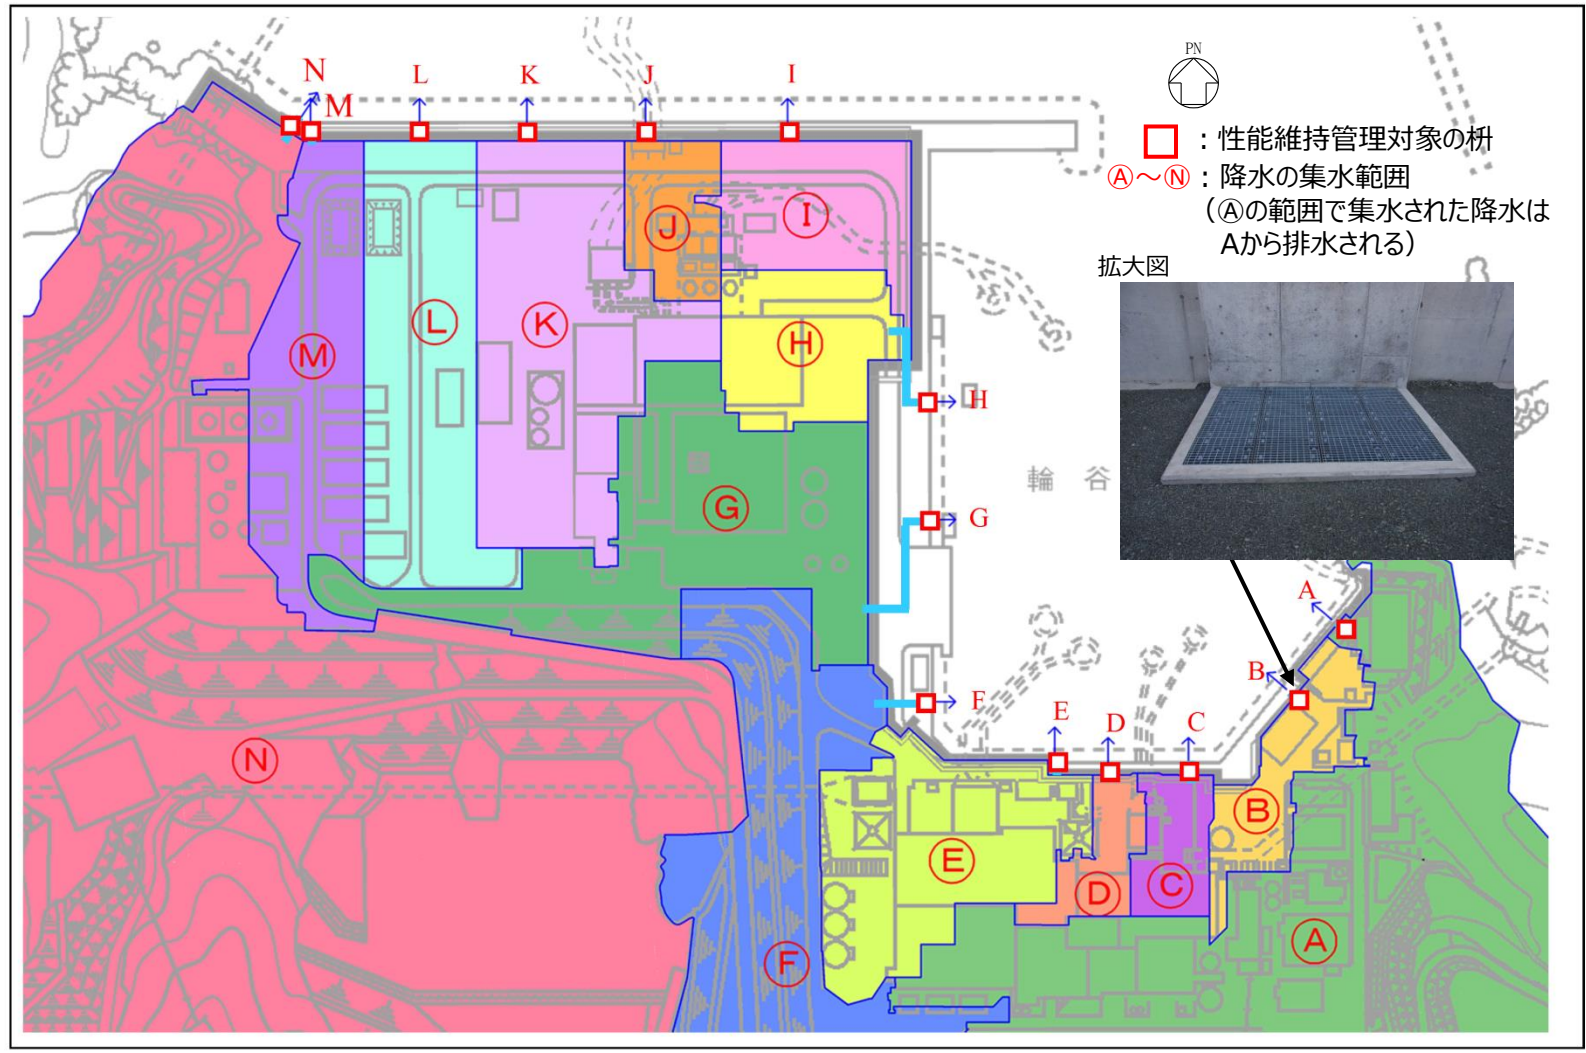 N
M
L
K
J
I
PN
：性能維持管理対象の枡
Ⓐ～Ⓝ：降水の集水範囲
（Ⓐの範囲で集水された降水は
Aから排水される）
拡大図
Ⓘ
Ⓙ
Ⓚ
Ⓛ
Ⓜ
Ⓗ
H
輪 谷
Ⓖ
G
A
B
F
E
D
C
Ⓝ
Ⓑ
Ⓔ
Ⓓ
Ⓒ
Ⓐ
Ⓕ